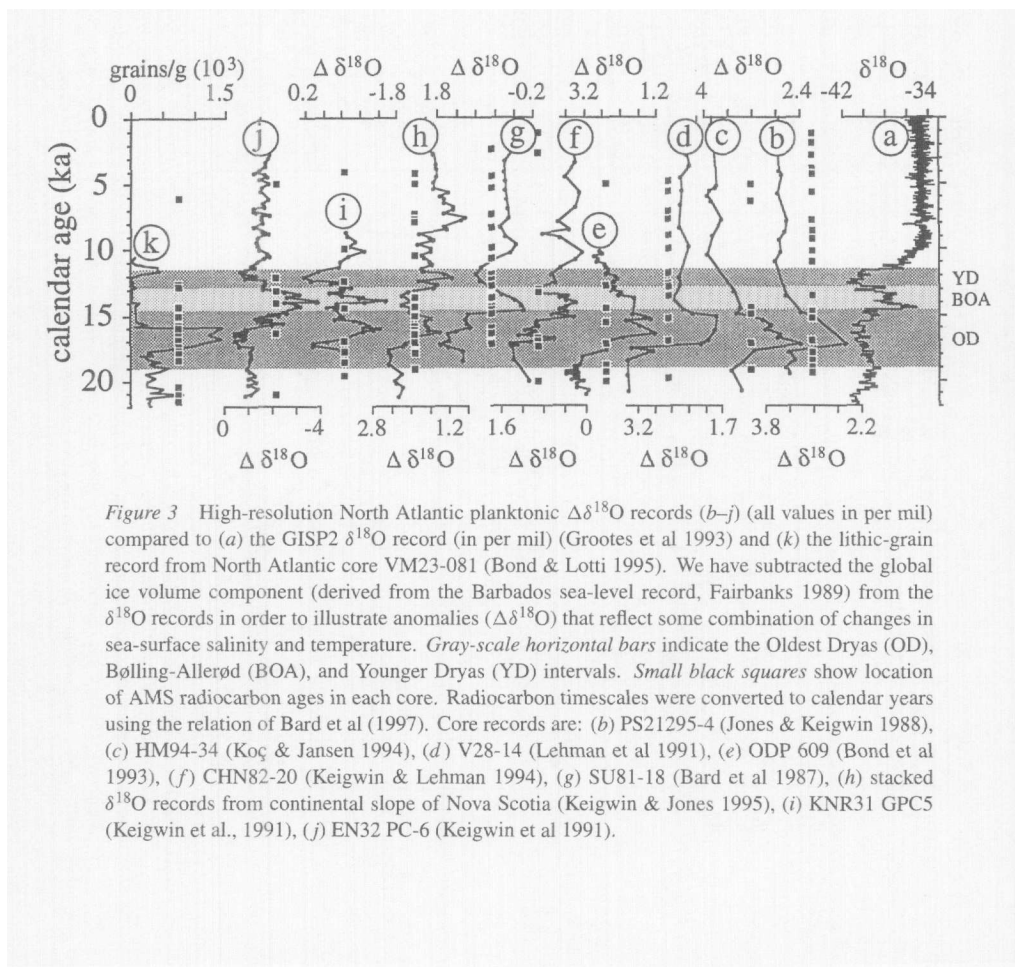 grains/g (10³) Δ δ¹⁸O Δ δ¹⁸O Δ δ¹⁸O Δ δ¹⁸O δ¹⁸O
0 1.5 0.2 -1.8 1.8 -0.2 3.2 1.2 4 2.4 -42 -34
0
j h g f d c b a
5
i
10
k e
YD
BOA
15
OD
20
calendar age (ka)
0 -4 2.8 1.2 1.6 0 3.2 1.7 3.8 2.2
Δ δ¹⁸O Δ δ¹⁸O Δ δ¹⁸O Δ δ¹⁸O Δ δ¹⁸O
Figure 3 High-resolution North Atlantic planktonic Δδ¹⁸O records (b–j) (all values in per mil)
compared to (a) the GISP2 δ¹⁸O record (in per mil) (Grootes et al 1993) and (k) the lithic-grain
record from North Atlantic core VM23-081 (Bond & Lotti 1995). We have subtracted the global
ice volume component (derived from the Barbados sea-level record, Fairbanks 1989) from the
δ¹⁸O records in order to illustrate anomalies (Δδ¹⁸O) that reflect some combination of changes in
sea-surface salinity and temperature. Gray-scale horizontal bars indicate the Oldest Dryas (OD),
Bølling-Allerød (BOA), and Younger Dryas (YD) intervals. Small black squares show location
of AMS radiocarbon ages in each core. Radiocarbon timescales were converted to calendar years
using the relation of Bard et al (1997). Core records are: (b) PS21295-4 (Jones & Keigwin 1988),
(c) HM94-34 (Koç & Jansen 1994), (d) V28-14 (Lehman et al 1991), (e) ODP 609 (Bond et al
1993), (f) CHN82-20 (Keigwin & Lehman 1994), (g) SU81-18 (Bard et al 1987), (h) stacked
δ¹⁸O records from continental slope of Nova Scotia (Keigwin & Jones 1995), (i) KNR31 GPC5
(Keigwin et al., 1991), (j) EN32 PC-6 (Keigwin et al 1991).